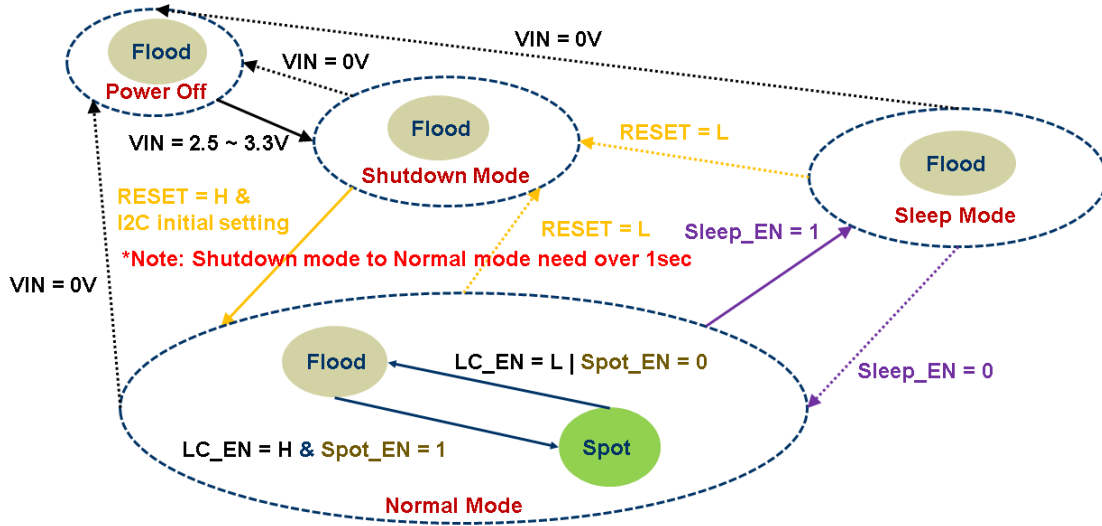 VIN = 0V
Flood
Power Off
VIN = 0V
Flood
Shutdown Mode
VIN = 2.5 ~ 3.3V
RESET = L
Flood
Sleep Mode
RESET = H &
I2C initial setting
RESET = L
Sleep_EN = 1
*Note: Shutdown mode to Normal mode need over 1sec
VIN = 0V
Flood
LC_EN = L | Spot_EN = 0
Sleep_EN = 0
LC_EN = H & Spot_EN = 1
Spot
Normal Mode